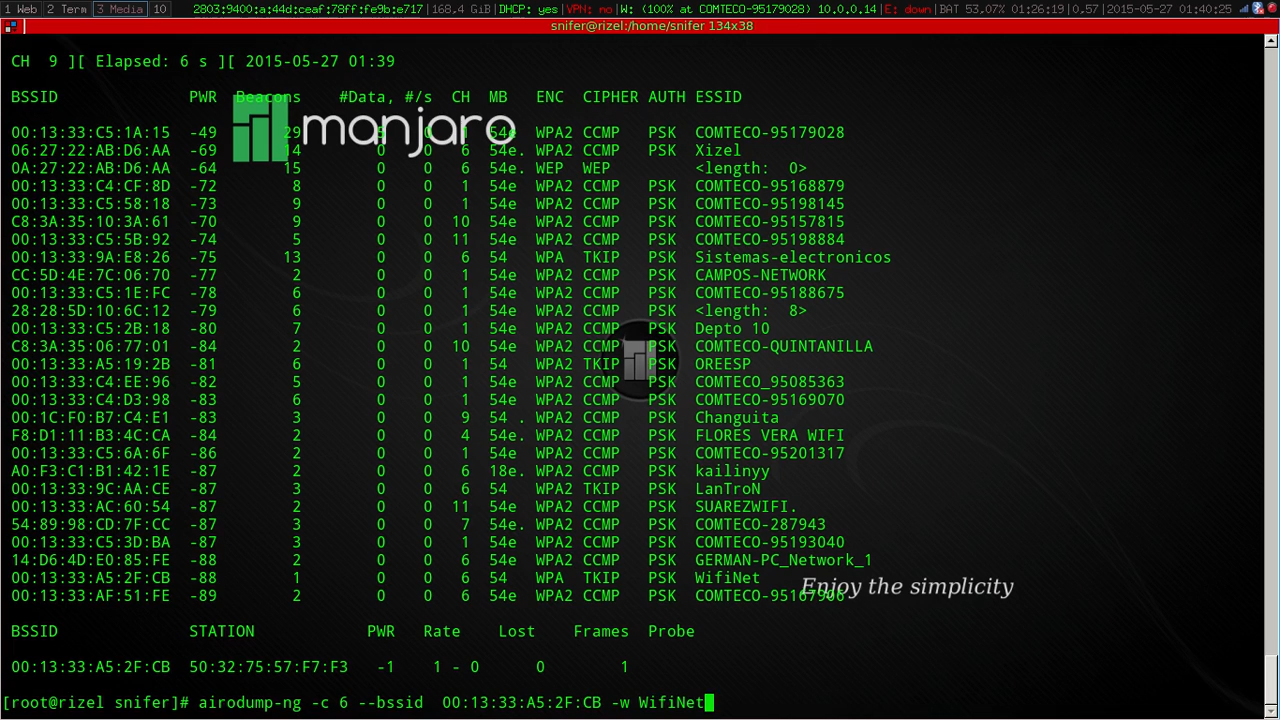 1 Web 2 Term 3 Media 10 2803:9400:a:44d:ceaf:78ff:fe9b:e717|168.4 GiB|DHCP: yes|VPN: no|W: (100% at COMTECO-95179028) 10.0.0.14|E: down|BAT 53,07% 01:26:19|0,57|2015-05-27 01:40:25
snifer@rizel:/home/snifer 134x38
CH 9 ][ Elapsed: 6 s ][ 2015-05-27 01:39
BSSID PWR Beacons #Data, #/s CH MB ENC CIPHER AUTH ESSID
manjaro
00:13:33:C5:1A:15 -49 29 0 1 54e WPA2 CCMP PSK COMTECO-95179028
06:27:22:AB:D6:AA -69 14 0 0 6 54e. WPA2 CCMP PSK Xizel
0A:27:22:AB:D6:AA -64 15 0 0 6 54e. WEP WEP <length: 0>
00:13:33:C4:CF:8D -72 8 0 0 1 54e WPA2 CCMP PSK COMTECO-95168879
00:13:33:C5:58:18 -73 9 0 0 1 54e WPA2 CCMP PSK COMTECO-95198145
C8:3A:35:10:3A:61 -70 9 0 0 10 54e WPA2 CCMP PSK COMTECO-95157815
00:13:33:C5:5B:92 -74 5 0 0 11 54e WPA2 CCMP PSK COMTECO-95198884
00:13:33:9A:E8:26 -75 13 0 0 6 54 WPA TKIP PSK Sistemas-electronicos
CC:5D:4E:7C:06:70 -77 2 0 0 1 54e WPA2 CCMP PSK CAMPOS-NETWORK
00:13:33:C5:1E:FC -78 6 0 0 1 54e WPA2 CCMP PSK COMTECO-95188675
28:28:5D:10:6C:12 -79 6 0 0 1 54e WPA2 CCMP PSK <length: 8>
00:13:33:C5:2B:18 -80 7 0 0 1 54e WPA2 CCMP PSK Depto 10
C8:3A:35:06:77:01 -84 2 0 0 10 54e WPA2 CCMP PSK COMTECO-QUINTANILLA
00:13:33:A5:19:2B -81 6 0 0 1 54 WPA2 TKIP PSK OREESP
00:13:33:C4:EE:96 -82 5 0 0 1 54e WPA2 CCMP PSK COMTECO_95085363
00:13:33:C4:D3:98 -83 6 0 0 1 54e WPA2 CCMP PSK COMTECO-95169070
00:1C:F0:B7:C4:E1 -83 3 0 0 9 54 . WPA2 CCMP PSK Changuita
F8:D1:11:B3:4C:CA -84 2 0 0 4 54e. WPA2 CCMP PSK FLORES VERA WIFI
00:13:33:C5:6A:6F -86 2 0 0 1 54e WPA2 CCMP PSK COMTECO-95201317
A0:F3:C1:B1:42:1E -87 2 0 0 6 18e. WPA2 CCMP PSK kailinyy
00:13:33:9C:AA:CE -87 3 0 0 6 54 WPA2 TKIP PSK LanTroN
00:13:33:AC:60:54 -87 2 0 0 11 54e WPA2 CCMP PSK SUAREZWIFI.
54:89:98:CD:7F:CC -87 3 0 0 7 54e. WPA2 CCMP PSK COMTECO-287943
00:13:33:C5:3D:BA -87 3 0 0 1 54e WPA2 CCMP PSK COMTECO-95193040
14:D6:4D:E0:85:FE -88 2 0 0 6 54e WPA2 CCMP PSK GERMAN-PC_Network_1
00:13:33:A5:2F:CB -88 1 0 0 6 54 WPA TKIP PSK WifiNet
Enjoy the simplicity
00:13:33:AF:51:FE -89 2 0 0 6 54e WPA2 CCMP PSK COMTECO-95167906
BSSID STATION PWR Rate Lost Frames Probe
00:13:33:A5:2F:CB 50:32:75:57:F7:F3 -1 1 - 0 0 1
[root@rizel snifer]# airodump-ng -c 6 --bssid 00:13:33:A5:2F:CB -w WifiNet